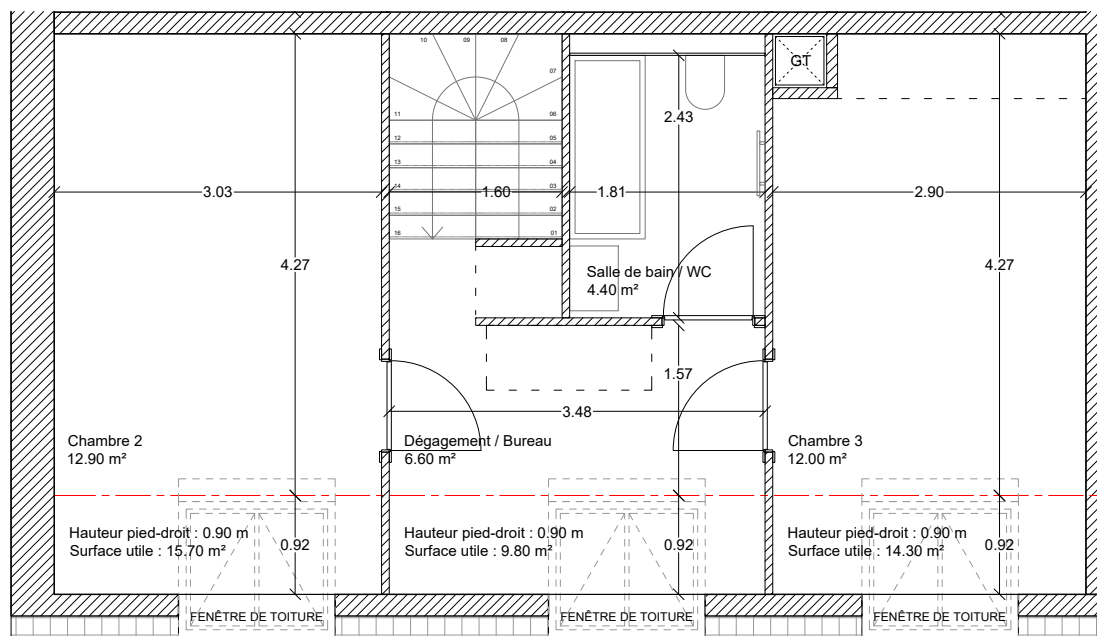 10
09
08
07
GT
2.43
11
06
12
05
13
04
3.03
14
1.60
03
1.81
2.90
15
02
16
01
4.27
Salle de bain / WC
4.40 m²
4.27
1.57
3.48
Chambre 2
12.90 m²
Dégagement / Bureau
6.60 m²
Chambre 3
12.00 m²
Hauteur pied-droit : 0.90 m
Surface utile : 15.70 m²
0.92
Hauteur pied-droit : 0.90 m
Surface utile : 9.80 m²
0.92
Hauteur pied-droit : 0.90 m
Surface utile : 14.30 m²
0.92
FENÊTRE DE TOITURE
FENÊTRE DE TOITURE
FENÊTRE DE TOITURE